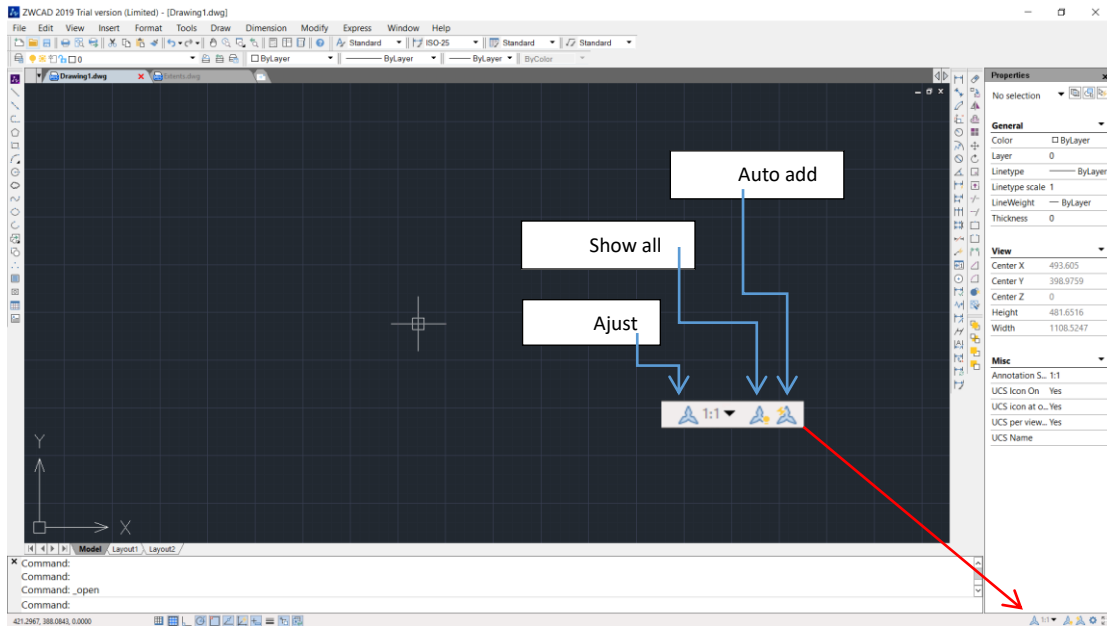 ZWCAD 2019 Trial version (Limited) - [Drawing1.dwg]
File Edit View Insert Format Tools Draw Dimension Modify Express Window Help
Standard ISO-25 Standard Standard
0 ByLayer ByLayer ByLayer ByColor
Drawing1.dwg
Properties
No selection
General
Color ByLayer
Layer 0
Linetype ByLayer
Linetype scale 1
LineWeight ByLayer
Thickness 0
View
Center X 493.605
Center Y 398.9759
Center Z 0
Height 481.6516
Width 1108.5247
Misc
Annotation S... 1:1
UCS Icon On Yes
UCS icon at o... Yes
UCS per view... Yes
UCS Name
Auto add
Show all
Ajust
1:1
Y
X
Model Layout1 Layout2
Command:
Command:
Command: _open
Command:
421.2967, 388.0843, 0.0000
1:1